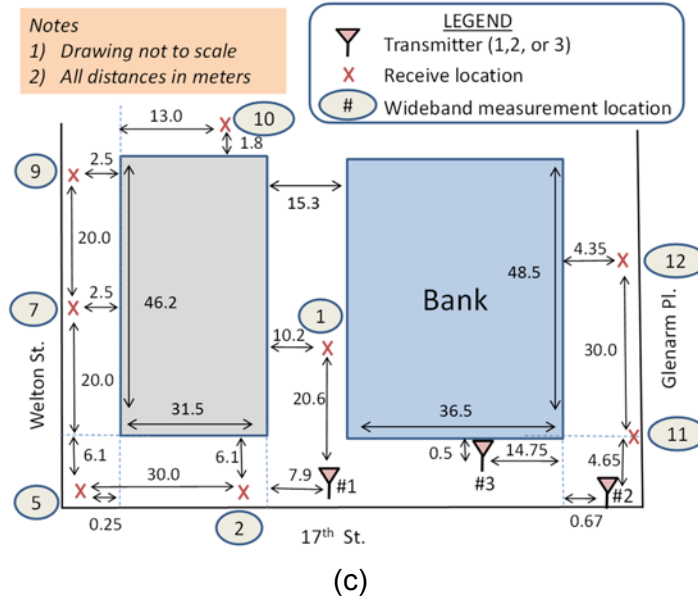 Notes
1) Drawing not to scale
2) All distances in meters
LEGEND
Transmitter (1,2, or 3)
Receive location
# Wideband measurement location
13.0
10
1.8
9
2.5
15.3
4.35
12
20.0
46.2
48.5
Bank
7
2.5
1
10.2
Welton St.
Glenarm Pl.
20.0
20.6
30.0
31.5
36.5
11
6.1
30.0
6.1
7.9
#1
0.5
#3
14.75
4.65
#2
5
0.25
2
17th St.
0.67
(c)